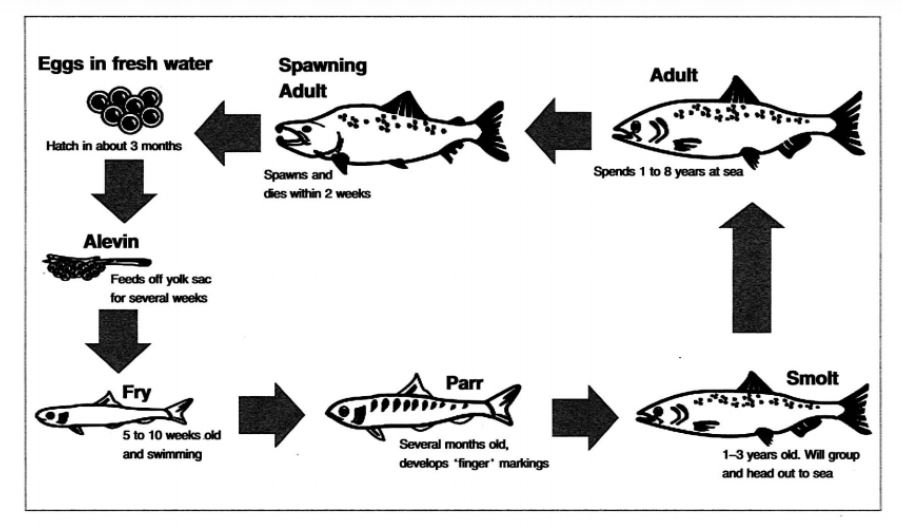 Eggs in fresh water
Hatch in about 3 months
Spawning
Adult
Spawns and
dies within 2 weeks
Adult
Spends 1 to 8 years at sea
Alevin
Feeds off yolk sac
for several weeks
Fry
5 to 10 weeks old
and swimming
Parr
Several months old,
develops "finger" markings
Smolt
1–3 years old. Will group
and head out to sea